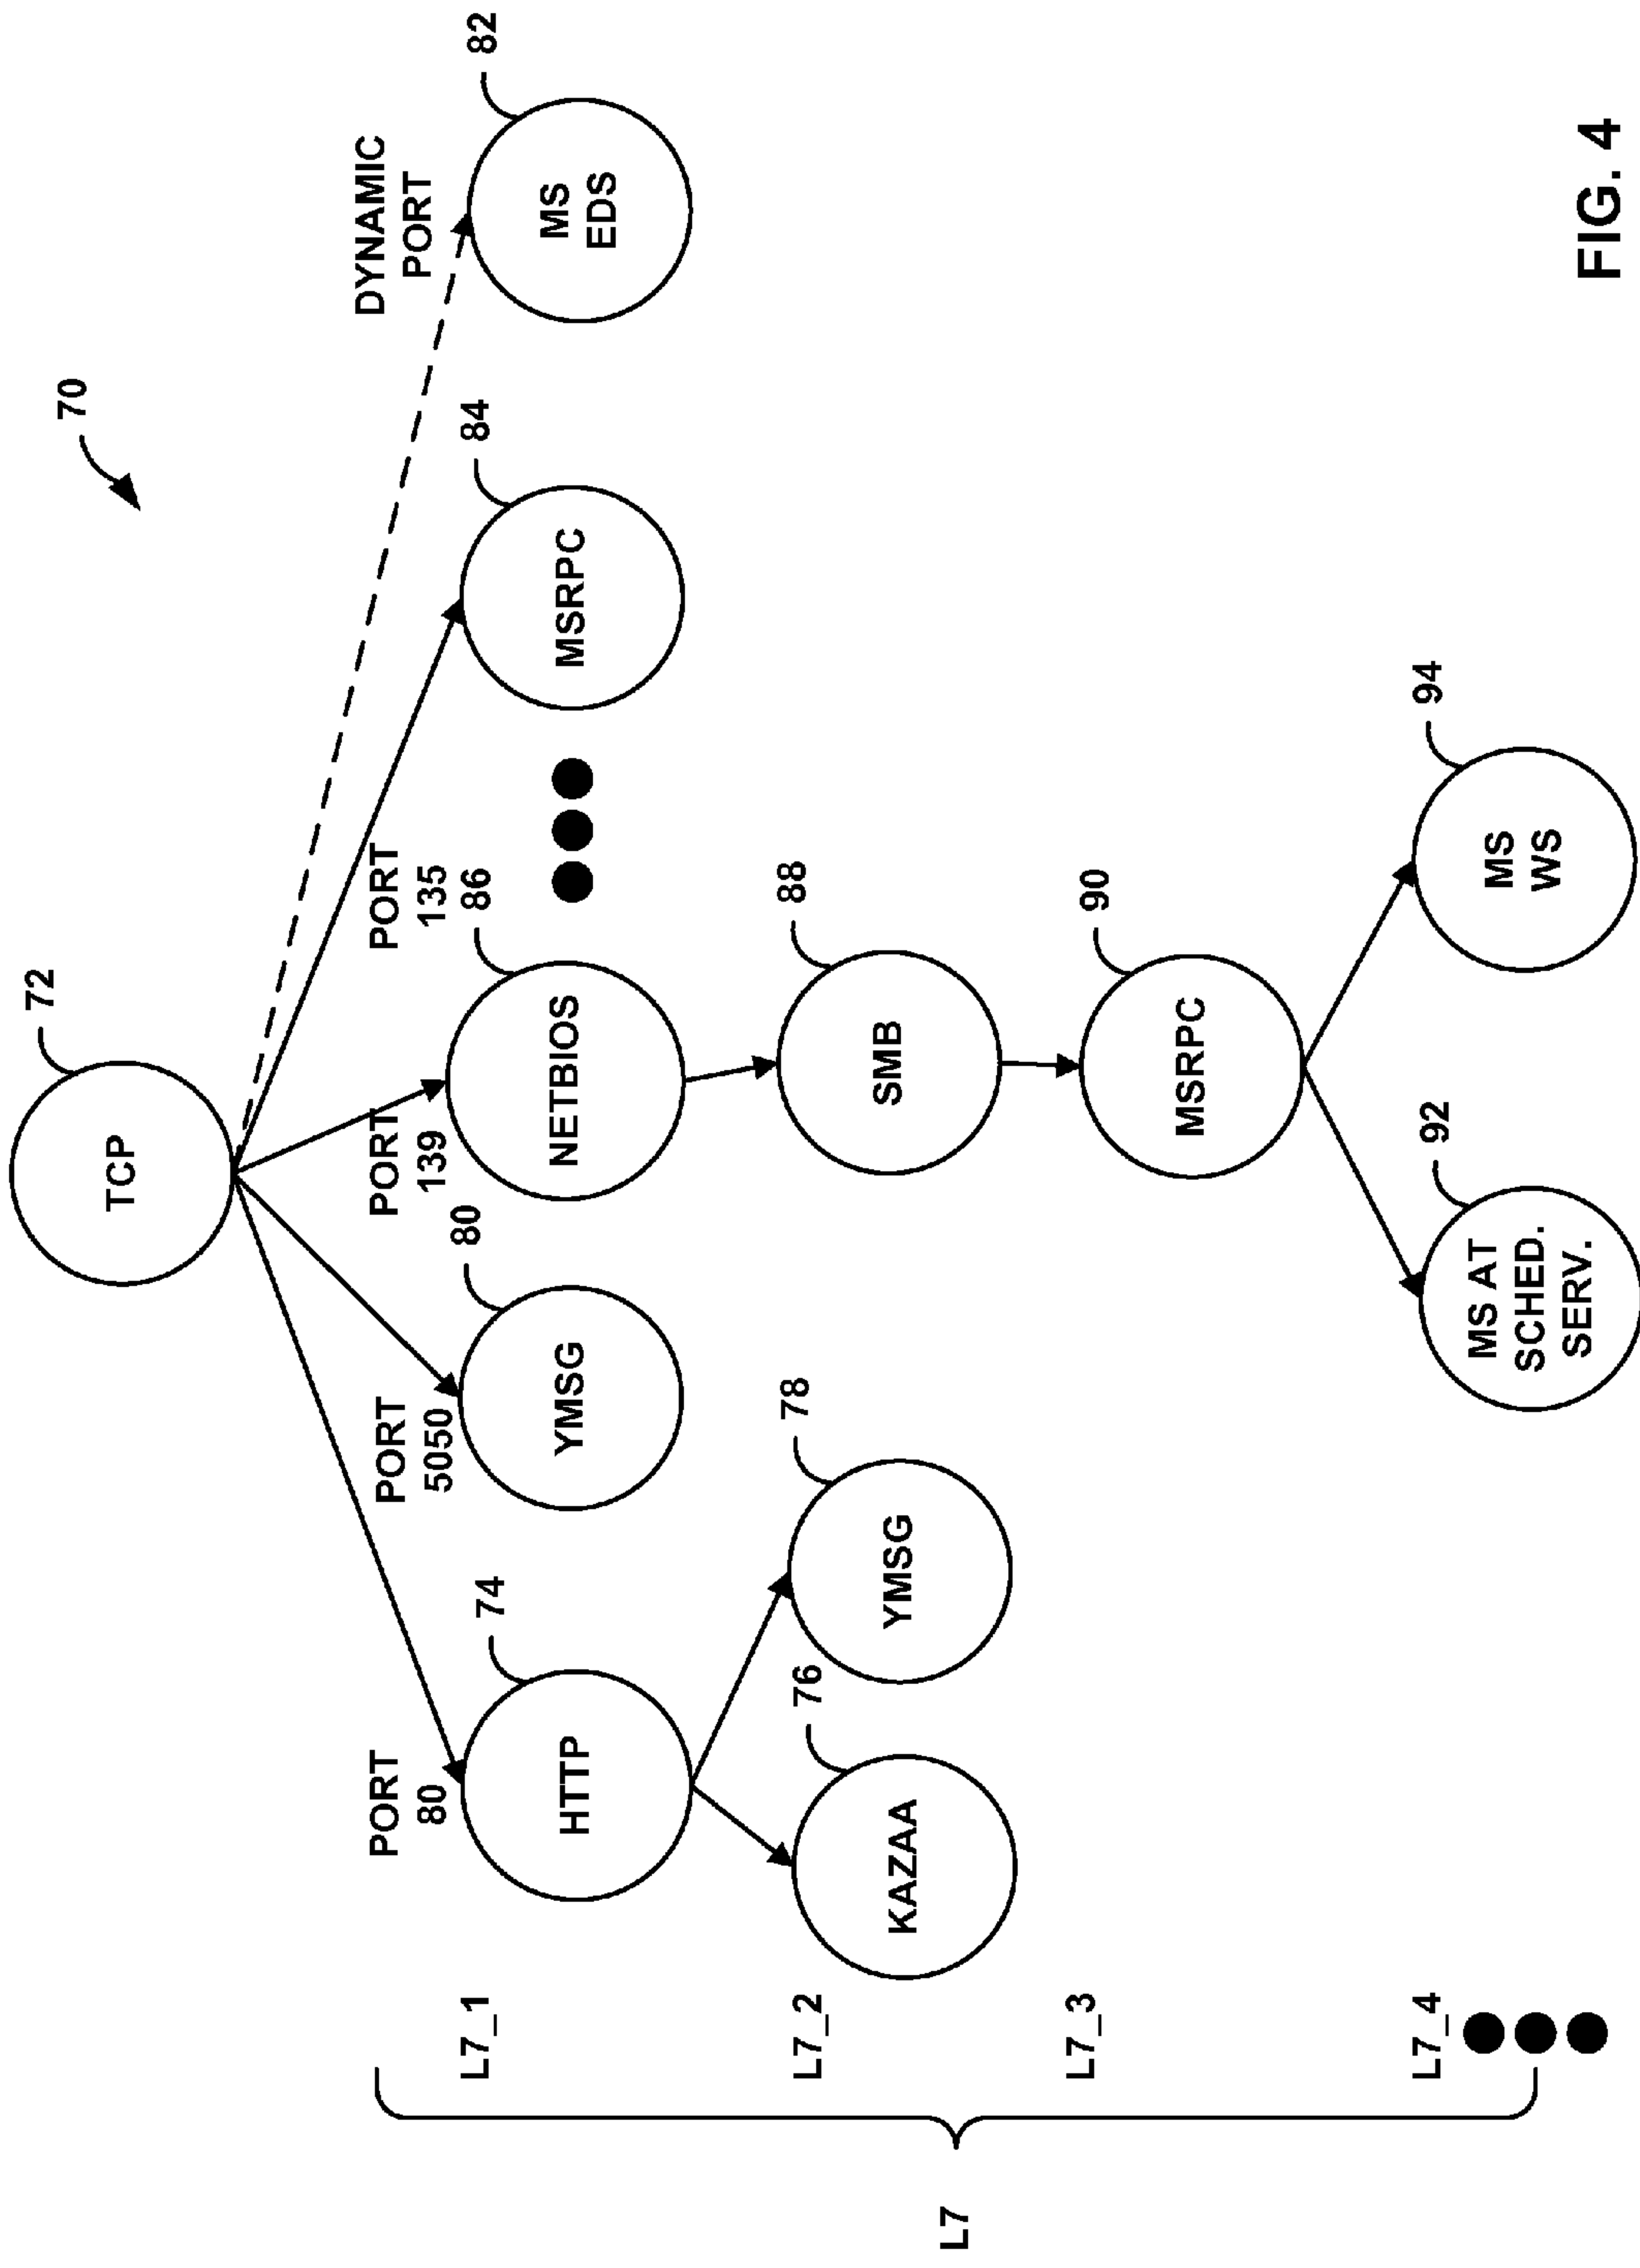 70
72
TCP
PORT
80
PORT
5050
PORT
139
PORT
135
DYNAMIC
PORT
L7_1
74
HTTP
80
YMSG
86
NETBIOS
84
MSRPC
82
MS
EDS
L7
L7_2
76
KAZAA
78
YMSG
88
SMB
L7_3
90
MSRPC
L7_4
92
MS AT
SCHED.
SERV.
94
MS
WS
FIG. 4